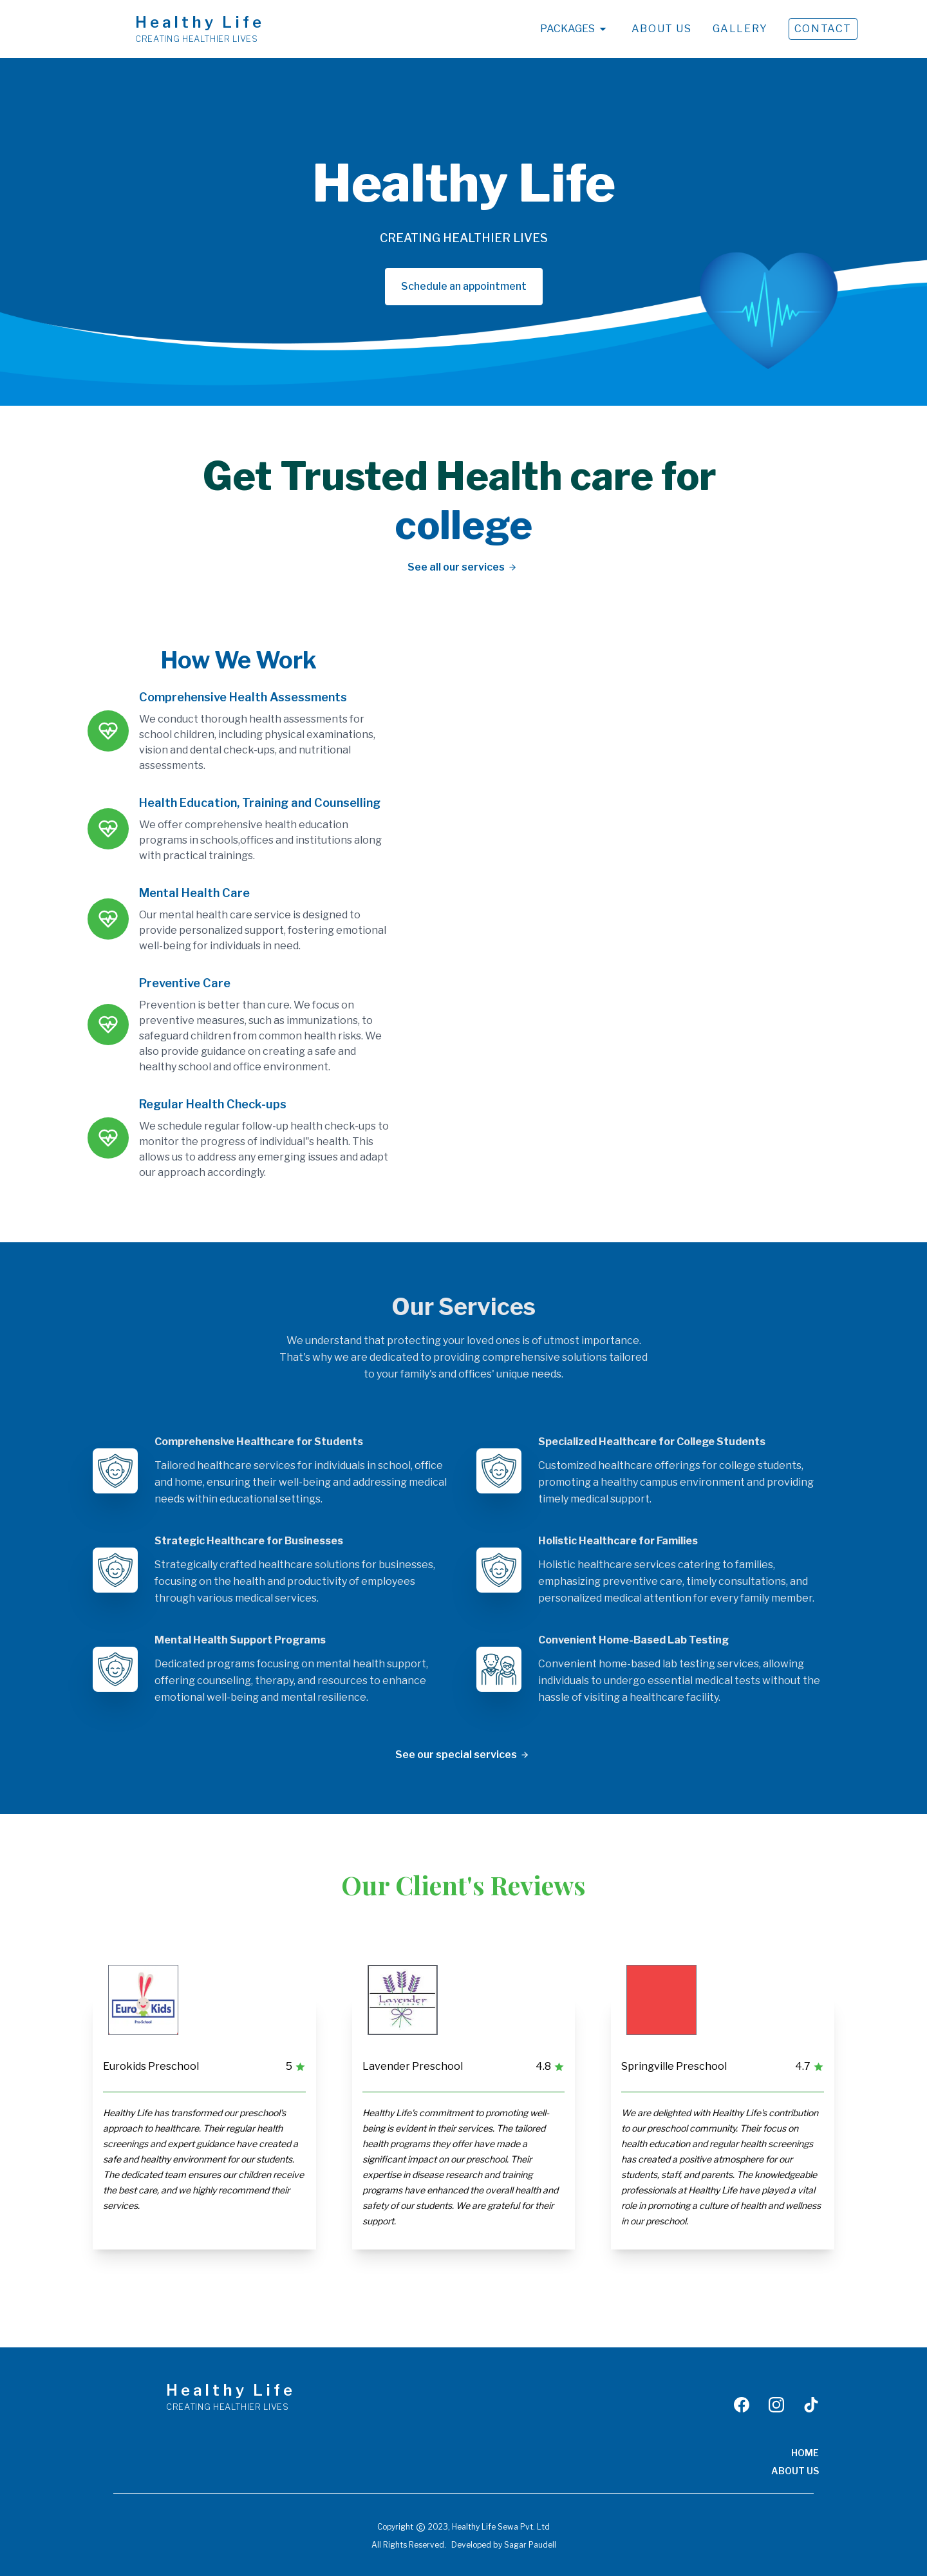 Healthy Life
CREATING HEALTHIER LIVES
PACKAGES
ABOUT US
GALLERY
CONTACT
Healthy Life
CREATING HEALTHIER LIVES
Schedule an appointment
Get Trusted Health care for
college
See all our services
How We Work
Comprehensive Health Assessments
We conduct thorough health assessments for
school children, including physical examinations,
vision and dental check-ups, and nutritional
assessments.
Health Education, Training and Counselling
We offer comprehensive health education
programs in schools,offices and institutions along
with practical trainings.
Mental Health Care
Our mental health care service is designed to
provide personalized support, fostering emotional
well-being for individuals in need.
Preventive Care
Prevention is better than cure. We focus on
preventive measures, such as immunizations, to
safeguard children from common health risks. We
also provide guidance on creating a safe and
healthy school and office environment.
Regular Health Check-ups
We schedule regular follow-up health check-ups to
monitor the progress of individual"s health. This
allows us to address any emerging issues and adapt
our approach accordingly.
Our Services
We understand that protecting your loved ones is of utmost importance.
That's why we are dedicated to providing comprehensive solutions tailored
to your family's and offices' unique needs.
Comprehensive Healthcare for Students
Tailored healthcare services for individuals in school, office
and home, ensuring their well-being and addressing medical
needs within educational settings.
Specialized Healthcare for College Students
Customized healthcare offerings for college students,
promoting a healthy campus environment and providing
timely medical support.
Strategic Healthcare for Businesses
Strategically crafted healthcare solutions for businesses,
focusing on the health and productivity of employees
through various medical services.
Holistic Healthcare for Families
Holistic healthcare services catering to families,
emphasizing preventive care, timely consultations, and
personalized medical attention for every family member.
Mental Health Support Programs
Dedicated programs focusing on mental health support,
offering counseling, therapy, and resources to enhance
emotional well-being and mental resilience.
Convenient Home-Based Lab Testing
Convenient home-based lab testing services, allowing
individuals to undergo essential medical tests without the
hassle of visiting a healthcare facility.
See our special services
Our Client's Reviews
Euro Kids
Pre-School
Eurokids Preschool
5
Healthy Life has transformed our preschool's
approach to healthcare. Their regular health
screenings and expert guidance have created a
safe and healthy environment for our students.
The dedicated team ensures our children receive
the best care, and we highly recommend their
services.
Lavender
Lavender Preschool
4.8
Healthy Life's commitment to promoting well-
being is evident in their services. The tailored
health programs they offer have made a
significant impact on our preschool. Their
expertise in disease research and training
programs have enhanced the overall health and
safety of our students. We are grateful for their
support.
Springville Preschool
4.7
We are delighted with Healthy Life's contribution
to our preschool community. Their focus on
health education and regular health screenings
has created a positive atmosphere for our
students, staff, and parents. The knowledgeable
professionals at Healthy Life have played a vital
role in promoting a culture of health and wellness
in our preschool.
Healthy Life
CREATING HEALTHIER LIVES
HOME
ABOUT US
Copyright © 2023, Healthy Life Sewa Pvt. Ltd
All Rights Reserved. Developed by Sagar Paudell